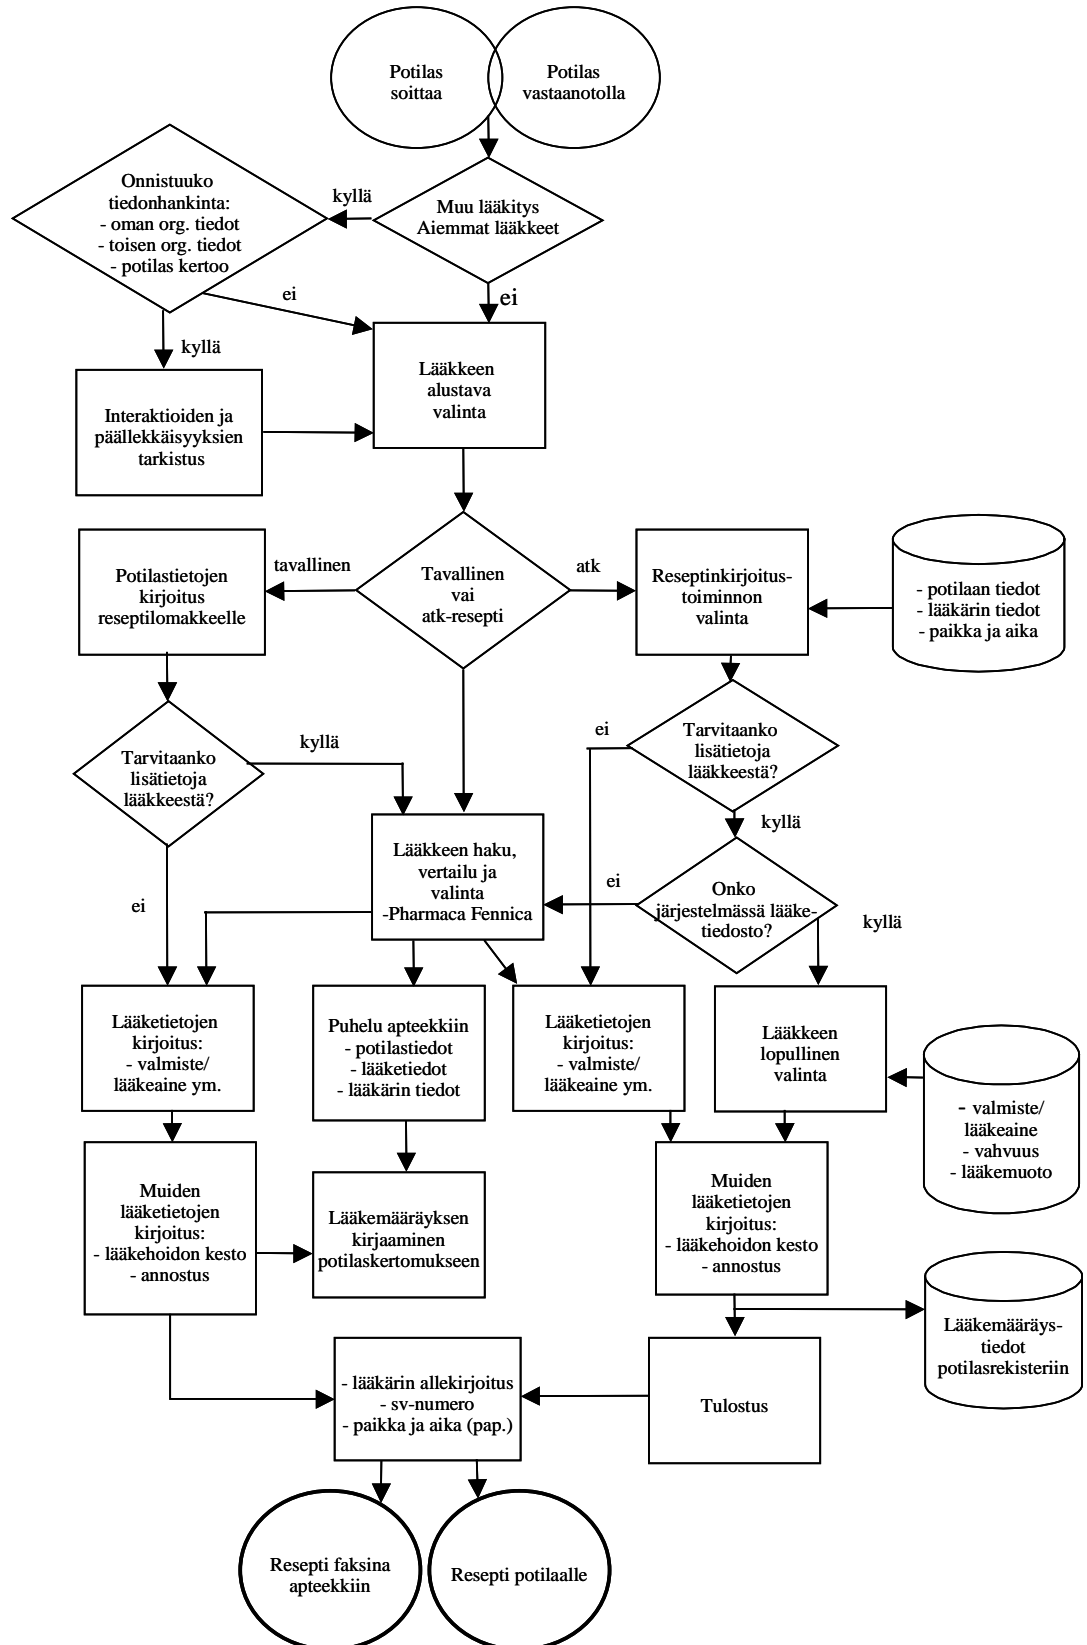 Potilas
soittaa
Potilas
vastaanotolla
Onnistuuko
tiedonhankinta:
- oman org. tiedot
- toisen org. tiedot
- potilas kertoo
kyllä
Muu lääkitys
Aiemmat lääkkeet
ei
ei
kyllä
Lääkkeen
alustava
valinta
Interaktioiden ja
päällekkäisyyksien
tarkistus
Potilastietojen
kirjoitus
reseptilomakkeelle
tavallinen
Tavallinen
vai
atk-resepti
atk
Reseptinkirjoitus-
toiminnon
valinta
- potilaan tiedot
- lääkärin tiedot
- paikka ja aika
Tarvitaanko
lisätietoja
lääkkeestä?
kyllä
ei
Tarvitaanko
lisätietoja
lääkkeestä?
kyllä
Lääkkeen haku,
vertailu ja
valinta
-Pharmaca Fennica
ei
ei
Onko
järjestelmässä lääke-
tiedosto?
kyllä
Lääketietojen
kirjoitus:
- valmiste/
lääkeaine ym.
Puhelu apteekkiin
- potilastiedot
- lääketiedot
- lääkärin tiedot
Lääketietojen
kirjoitus:
- valmiste/
lääkeaine ym.
Lääkkeen
lopullinen
valinta
- valmiste/
lääkeaine
- vahvuus
- lääkemuoto
Muiden
lääketietojen
kirjoitus:
- lääkehoidon kesto
- annostus
Lääkemääräyksen
kirjaaminen
potilaskertomukseen
Muiden
lääketietojen
kirjoitus:
- lääkehoidon kesto
- annostus
Lääkemääräys-
tiedot
potilasrekisteriin
- lääkärin allekirjoitus
- sv-numero
- paikka ja aika (pap.)
Tulostus
Resepti faksina
apteekkiin
Resepti potilaalle